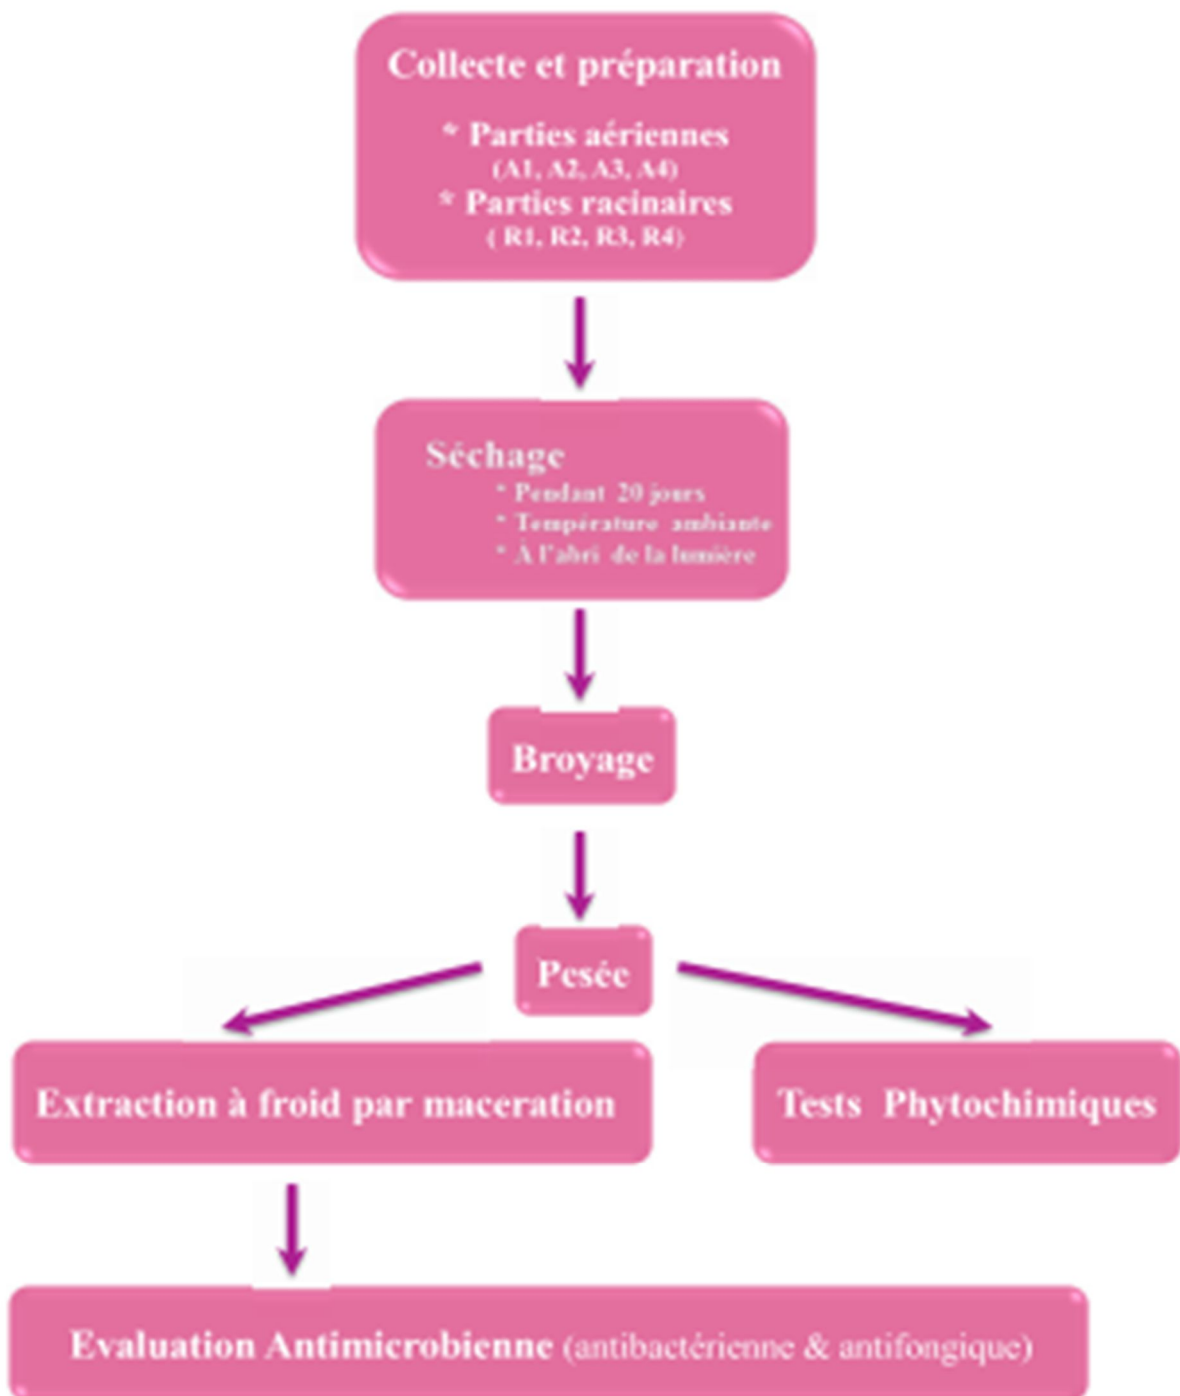 Collecte et préparation
* Parties aériennes
(A1, A2, A3, A4)
* Parties racinaires
( R1, R2, R3, R4)
Séchage
* Pendant 20 jours
* Température ambiante
* À l'abri de la lumière
Broyage
Pesée
Extraction à froid par maceration
Tests Phytochimiques
Evaluation Antimicrobienne (antibactérienne & antifongique)